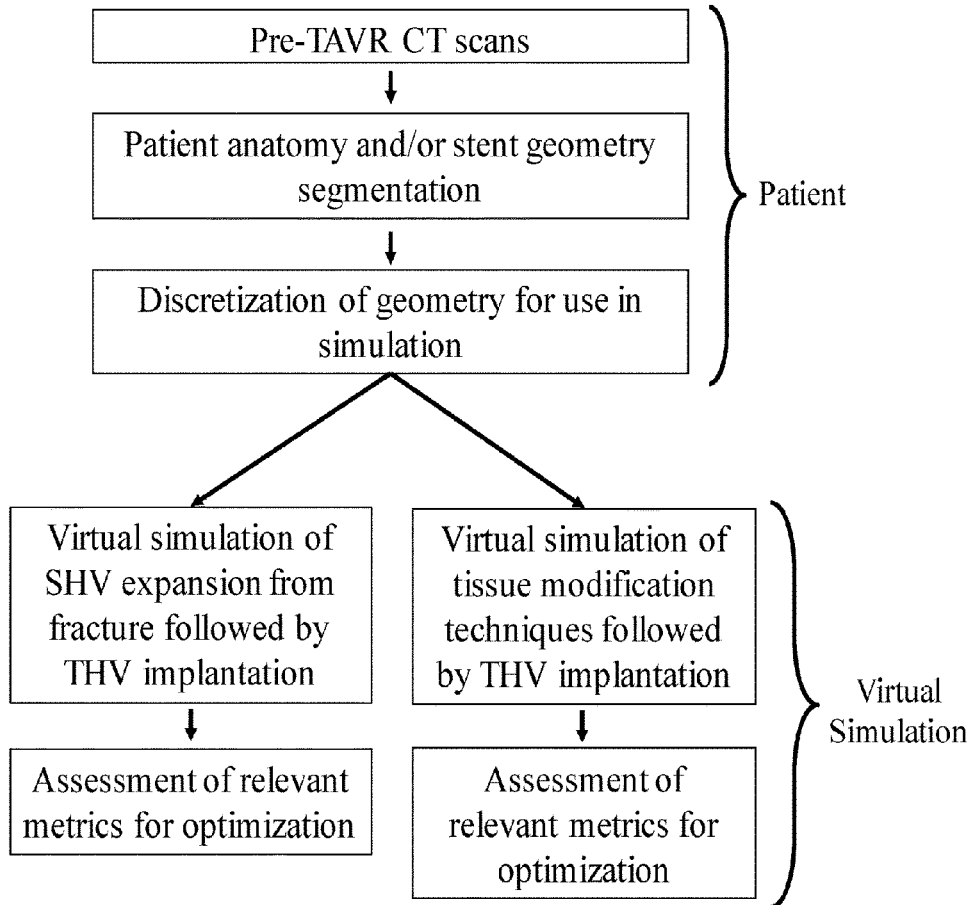 Pre-TAVR CT scans
Patient anatomy and/or stent geometry
segmentation
Discretization of geometry for use in
simulation
Patient
Virtual simulation of
SHV expansion from
fracture followed by
THV implantation
Virtual simulation of
tissue modification
techniques followed
by THV implantation
Assessment of relevant
metrics for optimization
Assessment of
relevant metrics for
optimization
Virtual
Simulation